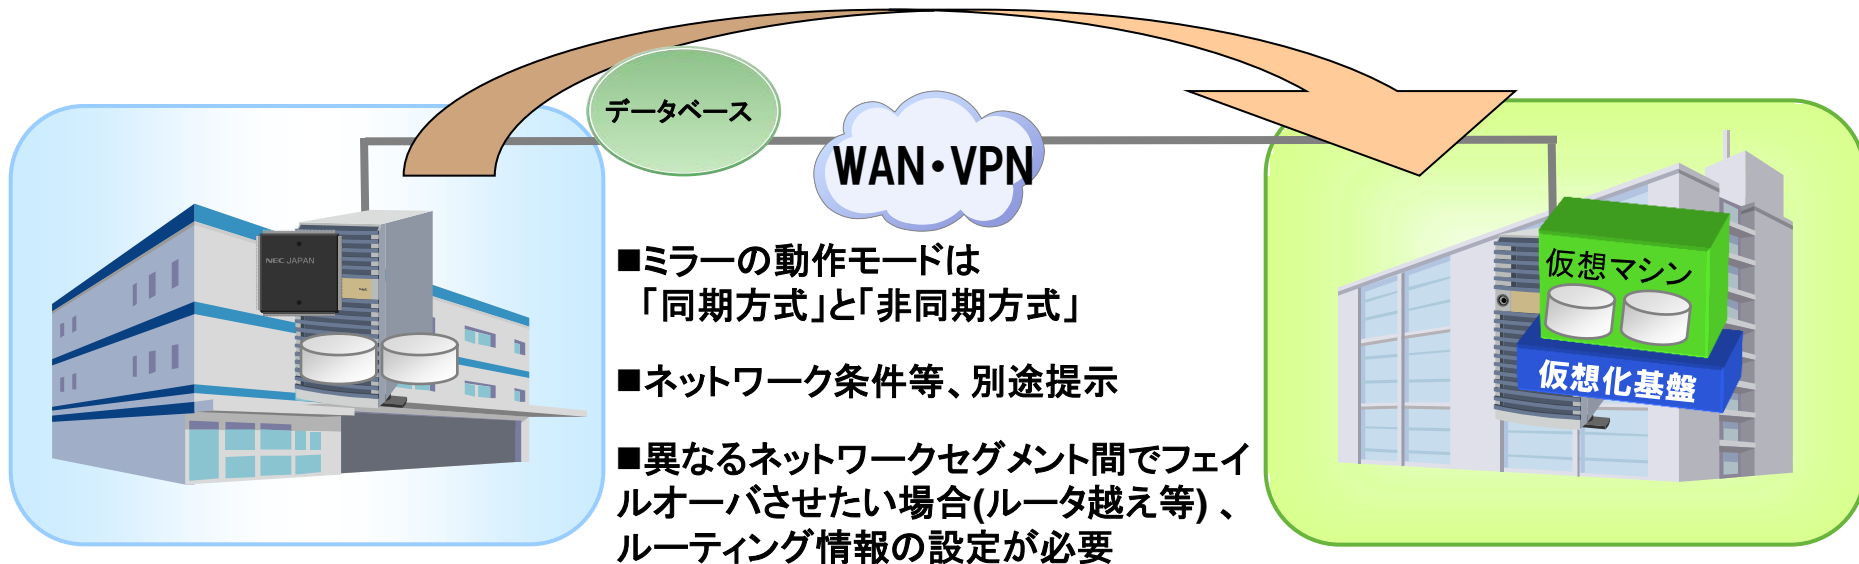 データベース
WAN・VPN
NEC JAPAN
■ミラーの動作モードは
「同期方式」と「非同期方式」
■ネットワーク条件等、別途提示
■異なるネットワークセグメント間でフェイ
ルオーバさせたい場合(ルータ越え等) 、
ルーティング情報の設定が必要
仮想マシン
仮想化基盤